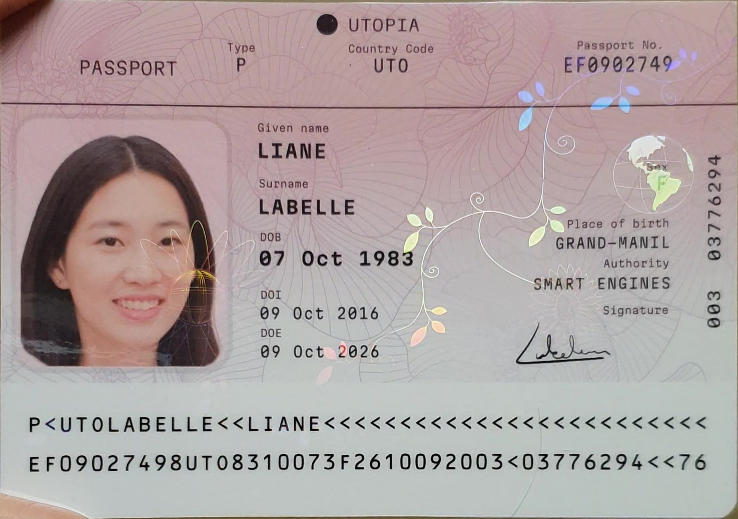 UTOPIA
PASSPORT
Type
P
Country Code
UTO
Passport No.
EF0902749
Given name
LIANE
Surname
LABELLE
DOB
07 Oct 1983
DOI
09 Oct 2016
DOE
09 Oct 2026
Sex
F
Place of birth
GRAND-MANIL
Authority
SMART ENGINES
Signature
003 03776294
P<UTOLABELLE<<LIANE<<<<<<<<<<<<<<<<<<<<<<<<<
EF09027498UTO8310073F2610092003<03776294<<76